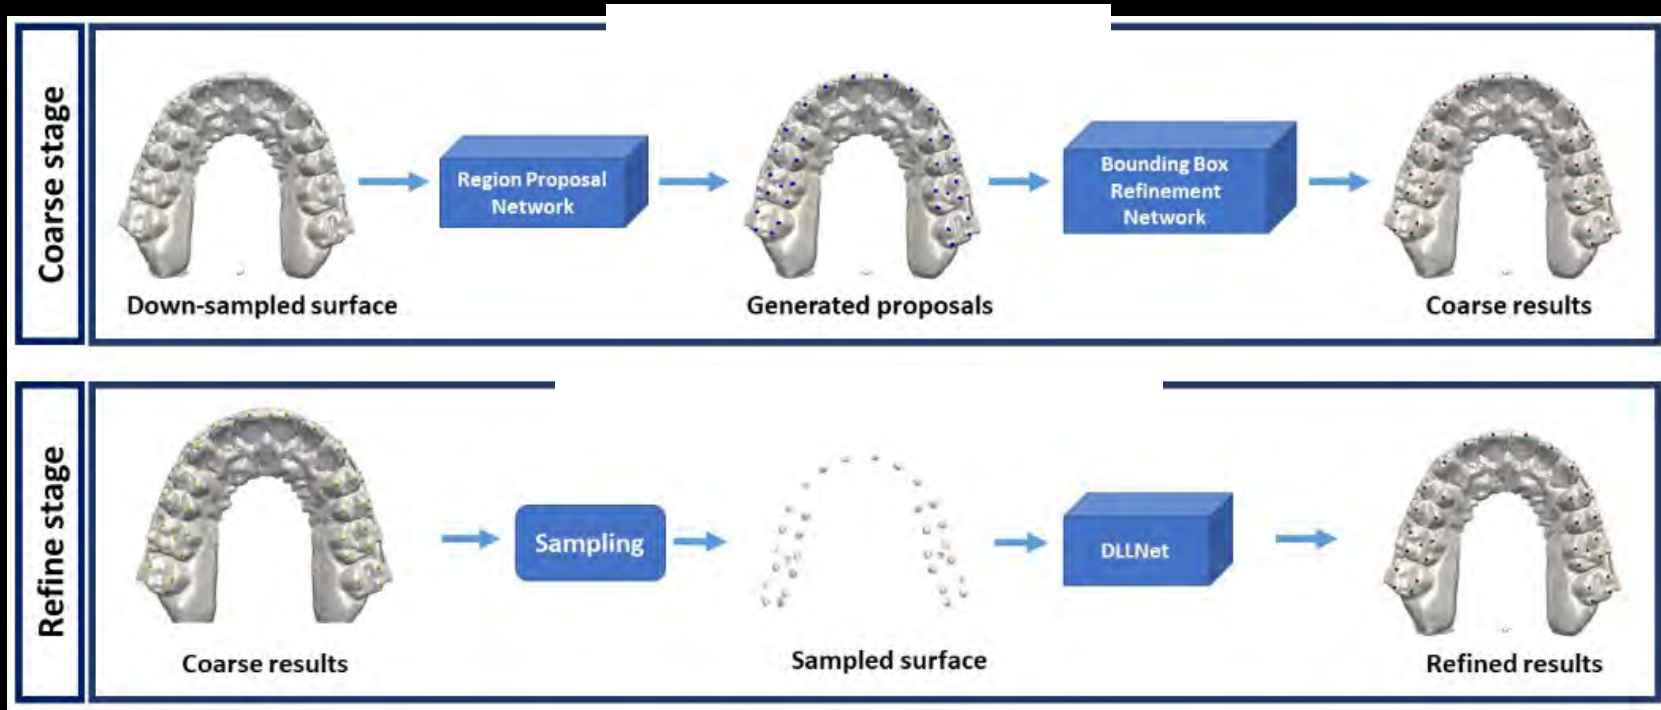 Coarse stage
Region Proposal
Network
Bounding Box
Refinement
Network
Down-sampled surface
Generated proposals
Coarse results
Refine stage
Sampling
DLLNet
Coarse results
Sampled surface
Refined results